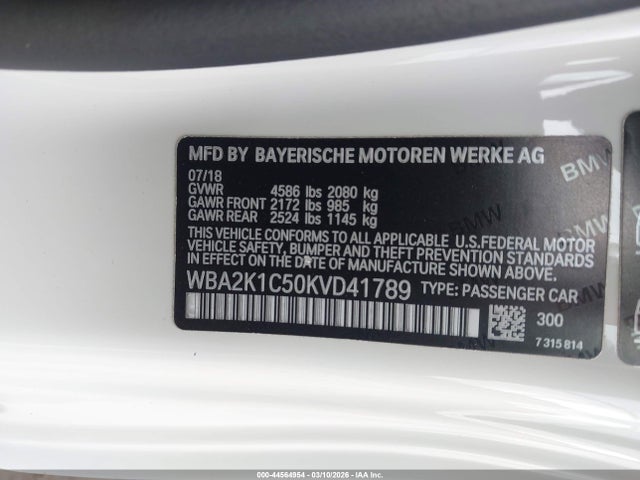 MFD BY BAYERISCHE MOTOREN WERKE AG
07/18
GVWR 4586 lbs 2080 kg
GAWR FRONT 2172 lbs 985 kg
GAWR REAR 2524 lbs 1145 kg
THIS VEHICLE CONFORMS TO ALL APPLICABLE U.S.FEDERAL MOTOR
VEHICLE SAFETY, BUMPER AND THEFT PREVENTION STANDARDS
IN EFFECT ON THE DATE OF MANUFACTURE SHOWN ABOVE.
WBA2K1C50KVD41789 TYPE: PASSENGER CAR
300
7 315 814
BMW
BMW
BMW
000-44564954 | 03/10/2026 | IAA Inc.